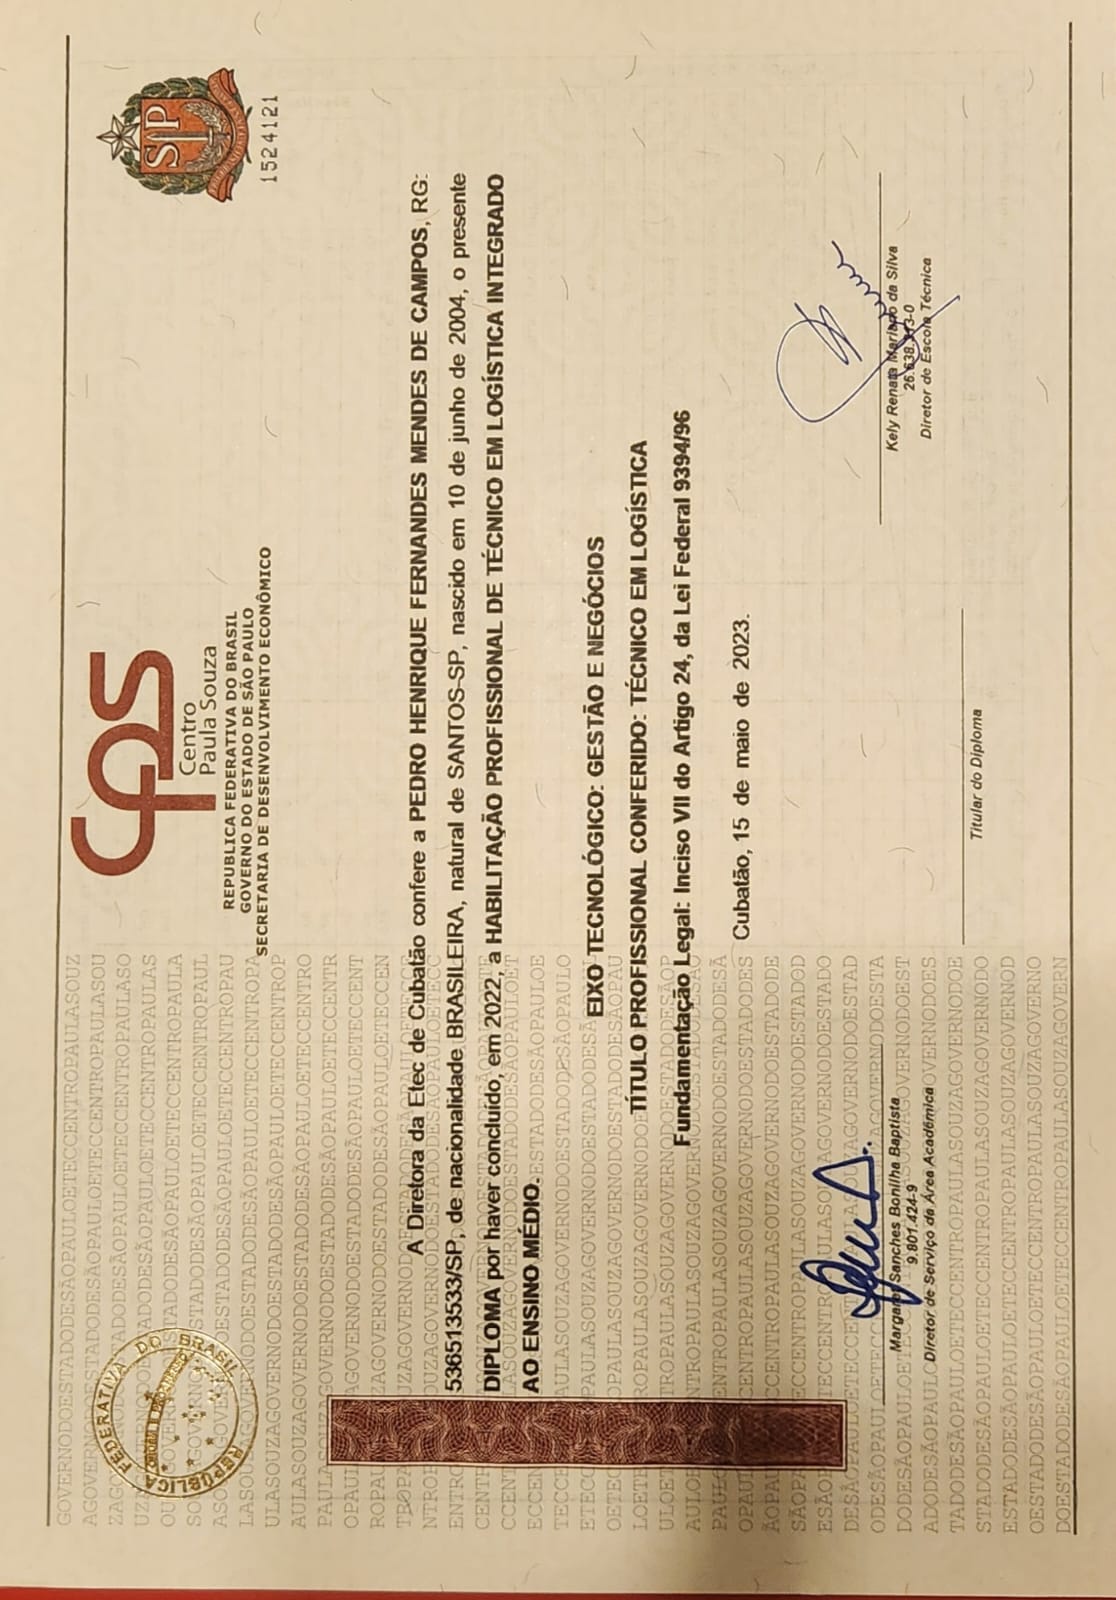 GOVERNODOESTADODESÃOPAULOETECCENTROPAULASOUZ
REPÚBLICA FEDERATIVA DO BRASIL
ORDEM E PROGRESSO
cps
Centro
Paula Souza
REPUBLICA FEDERATIVA DO BRASIL
GOVERNO DO ESTADO DE SÃO PAULO
SECRETARIA DE DESENVOLVIMENTO ECONÔMICO
SP
1524121
A Diretora da Etec de Cubatão confere a PEDRO HENRIQUE FERNANDES MENDES DE CAMPOS, RG:
536513533/SP, de nacionalidade BRASILEIRA, natural de SANTOS-SP, nascido em 10 de junho de 2004, o presente
DIPLOMA por haver concluído, em 2022, a HABILITAÇÃO PROFISSIONAL DE TÉCNICO EM LOGÍSTICA INTEGRADO
AO ENSINO MÉDIO.
EIXO TECNOLÓGICO: GESTÃO E NEGÓCIOS
TÍTULO PROFISSIONAL CONFERIDO: TÉCNICO EM LOGÍSTICA
Fundamentação Legal: Inciso VII do Artigo 24, da Lei Federal 9394/96
Cubatão, 15 de maio de 2023.
Margaret Sanches Bonilha Baptista
9.801.424-9
Diretor de Serviço da Área Acadêmica
Kely Renata Mariano da Silva
26.638.313-0
Diretor de Escola Técnica
Titular do Diploma